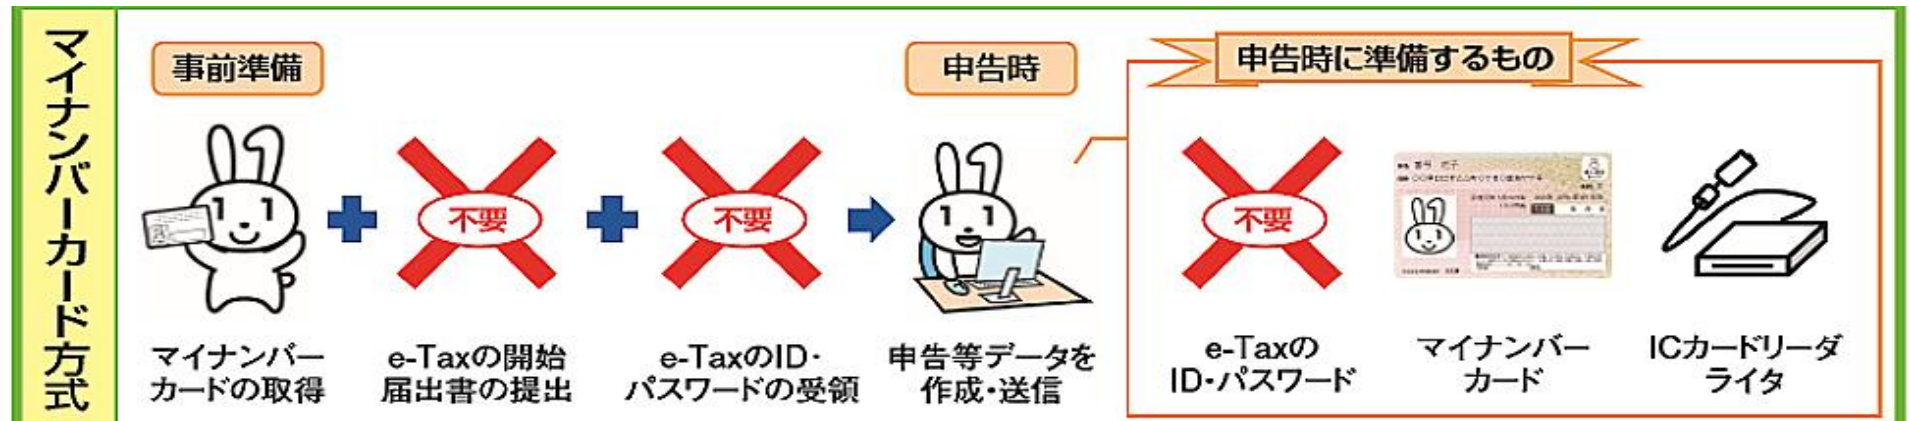 マイナンバーカード方式
事前準備
マイナンバー
カードの取得
不要
e-Taxの開始
届出書の提出
不要
e-TaxのID・
パスワードの受領
申告時
申告等データを
作成・送信
申告時に準備するもの
不要
e-Taxの
ID・パスワード
マイナンバー
カード
ICカードリーダ
ライタ